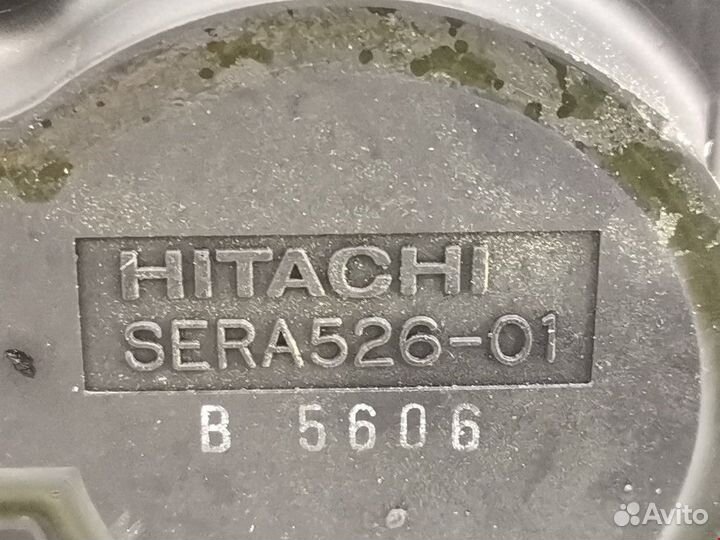 HITACHI
SERA526-01
B 5606
Avito